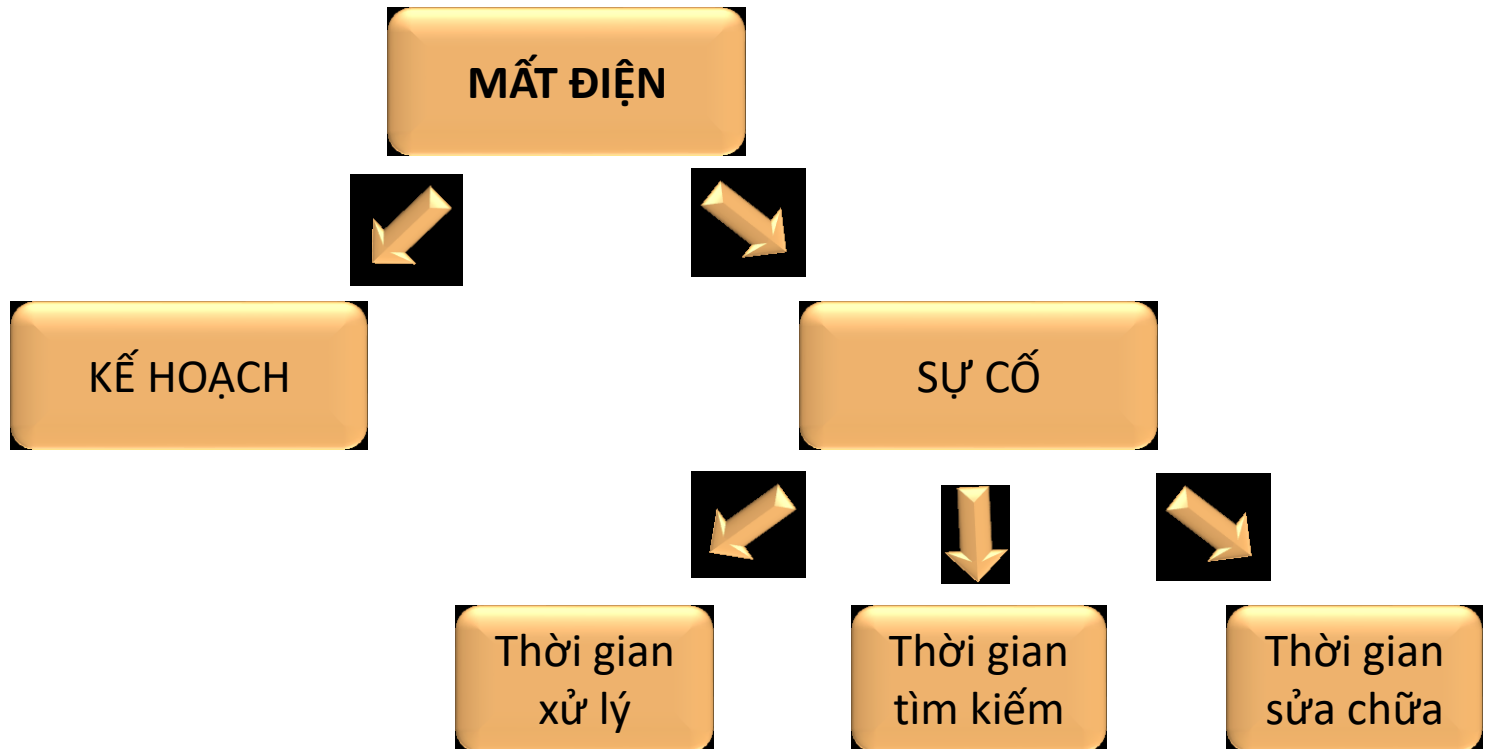 MẤT ĐIỆN
KẾ HOẠCH
SỰ CỐ
Thời gian
xử lý
Thời gian
tìm kiếm
Thời gian
sửa chữa